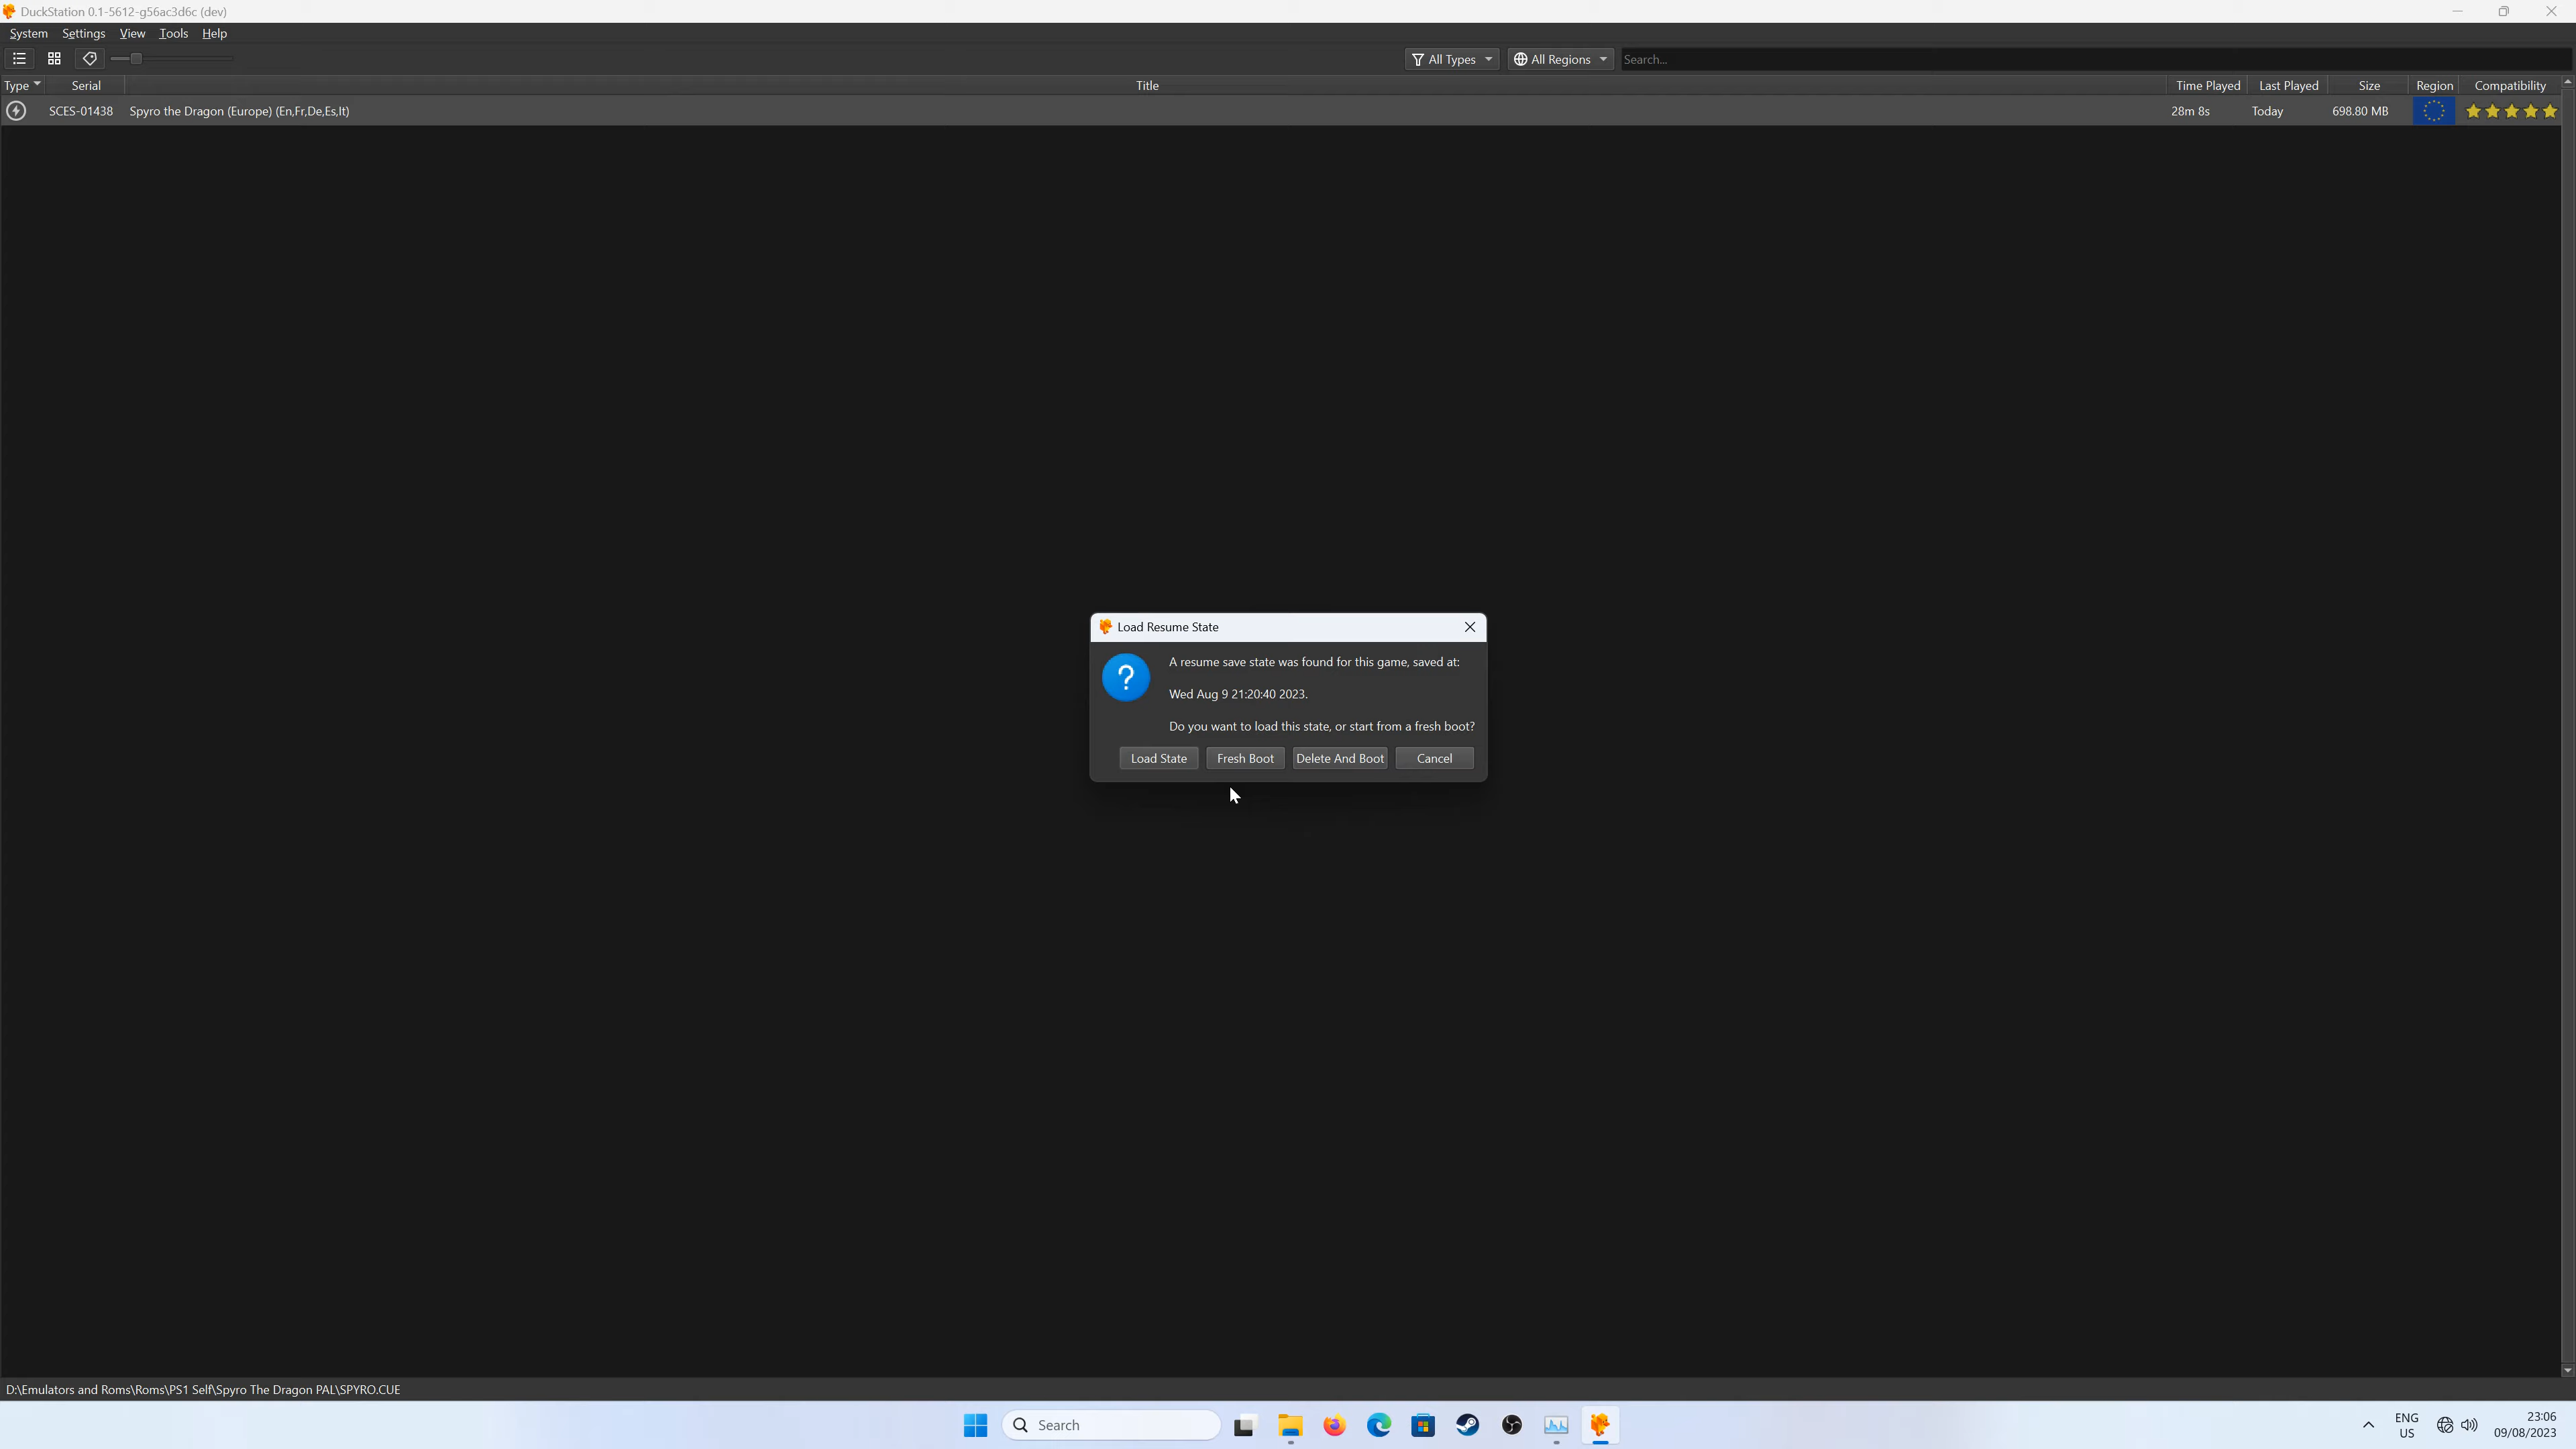 DuckStation 0.1-5612-g56ac3d6c (dev)
System Settings View Tools Help
All Types All Regions Search...
Type Serial Title Time Played Last Played Size Region Compatibility
SCES-01438 Spyro the Dragon (Europe) (En,Fr,De,Es,It) 28m 8s Today 698.80 MB
Load Resume State
A resume save state was found for this game, saved at:
Wed Aug 9 21:20:40 2023.
Do you want to load this state, or start from a fresh boot?
Load State Fresh Boot Delete And Boot Cancel
D:\Emulators and Roms\Roms\PS1 Self\Spyro The Dragon PAL\SPYRO.CUE
Search
ENG
US
23:06
09/08/2023